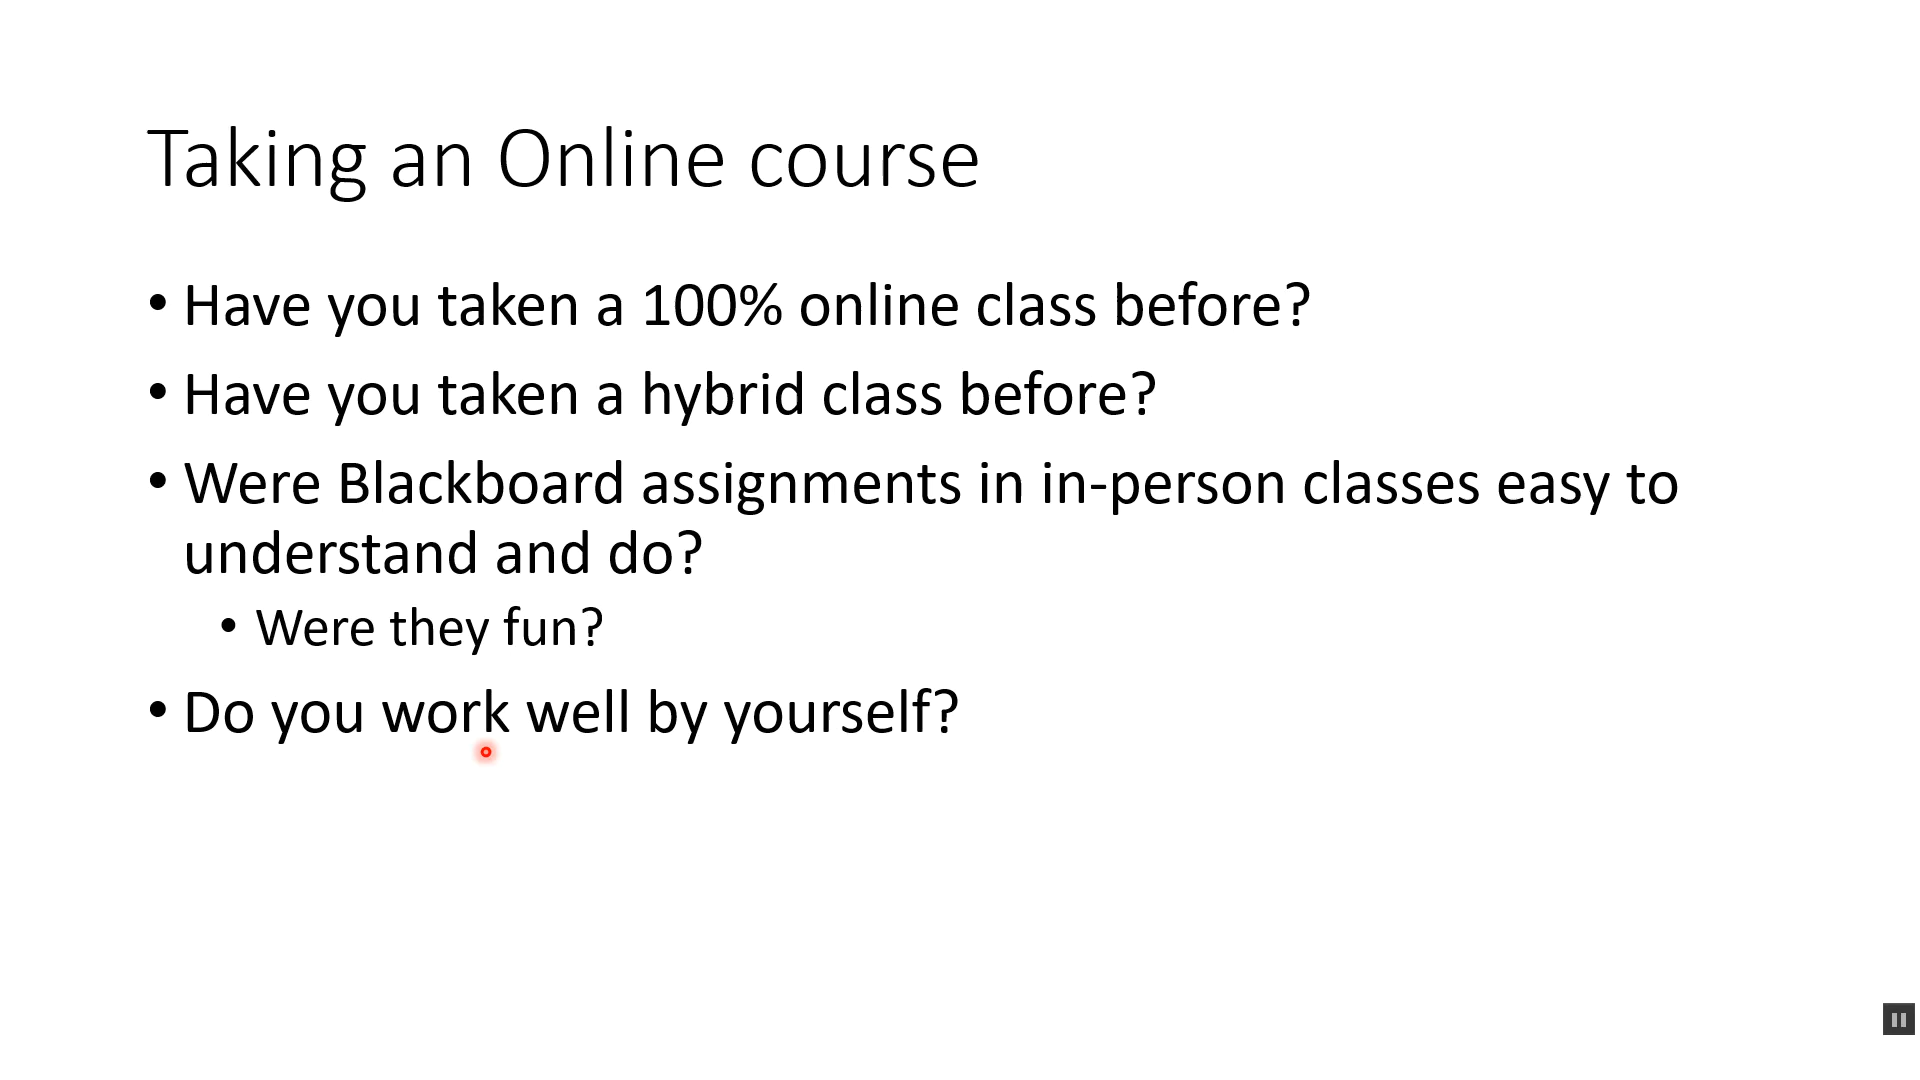 Taking an Online course
• Have you taken a 100% online class before?
• Have you taken a hybrid class before?
• Were Blackboard assignments in in-person classes easy to
understand and do?
• Were they fun?
• Do you work well by yourself?